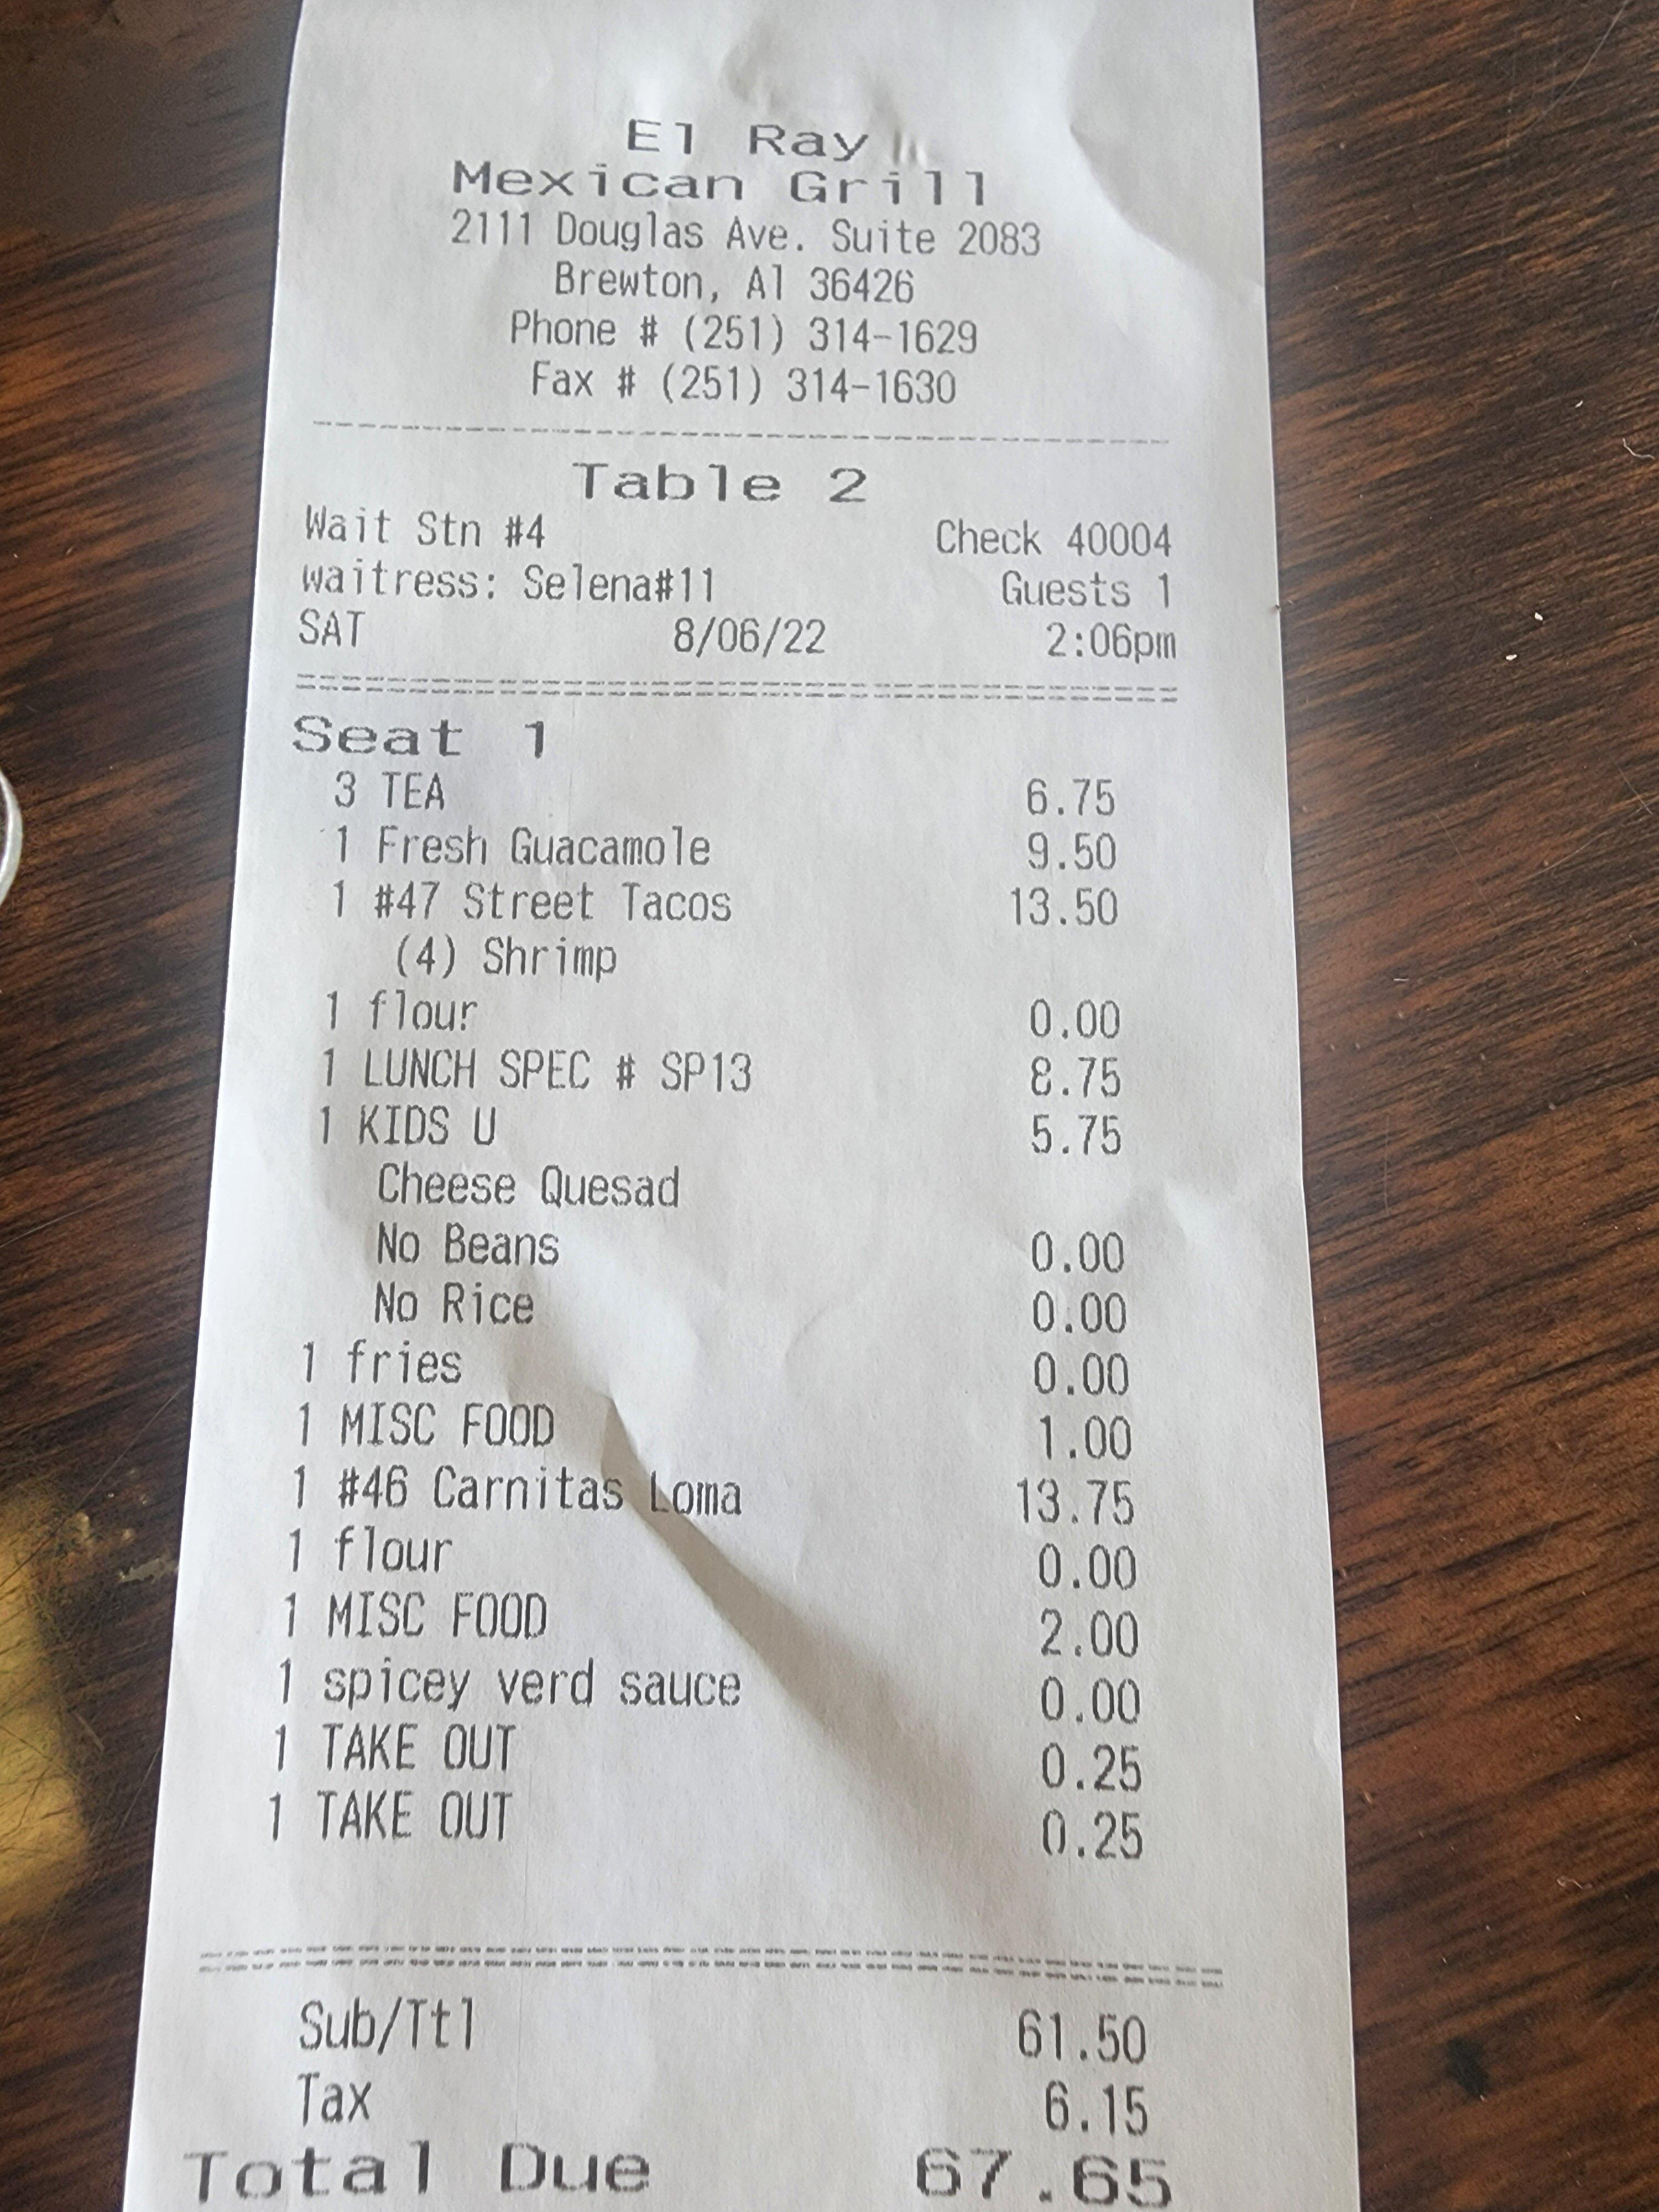 El Ray
Mexican Grill
2111 Douglas Ave. Suite 2083
Brewton, Al 36426
Phone # (251) 314-1629
Fax # (251) 314-1630
Table 2
Wait Stn #4 Check 40004
waitress: Selena#11 Guests 1
SAT 8/06/22 2:06pm
Seat 1
3 TEA 6.75
1 Fresh Guacamole 9.50
1 #47 Street Tacos 13.50
(4) Shrimp
1 flour 0.00
1 LUNCH SPEC # SP13 8.75
1 KIDS U 5.75
Cheese Quesad
No Beans 0.00
No Rice 0.00
1 fries 0.00
1 MISC FOOD 1.00
1 #46 Carnitas Loma 13.75
1 flour 0.00
1 MISC FOOD 2.00
1 spicey verd sauce 0.00
1 TAKE OUT 0.25
1 TAKE OUT 0.25
Sub/Ttl 61.50
Tax 6.15
Total Due 67.65